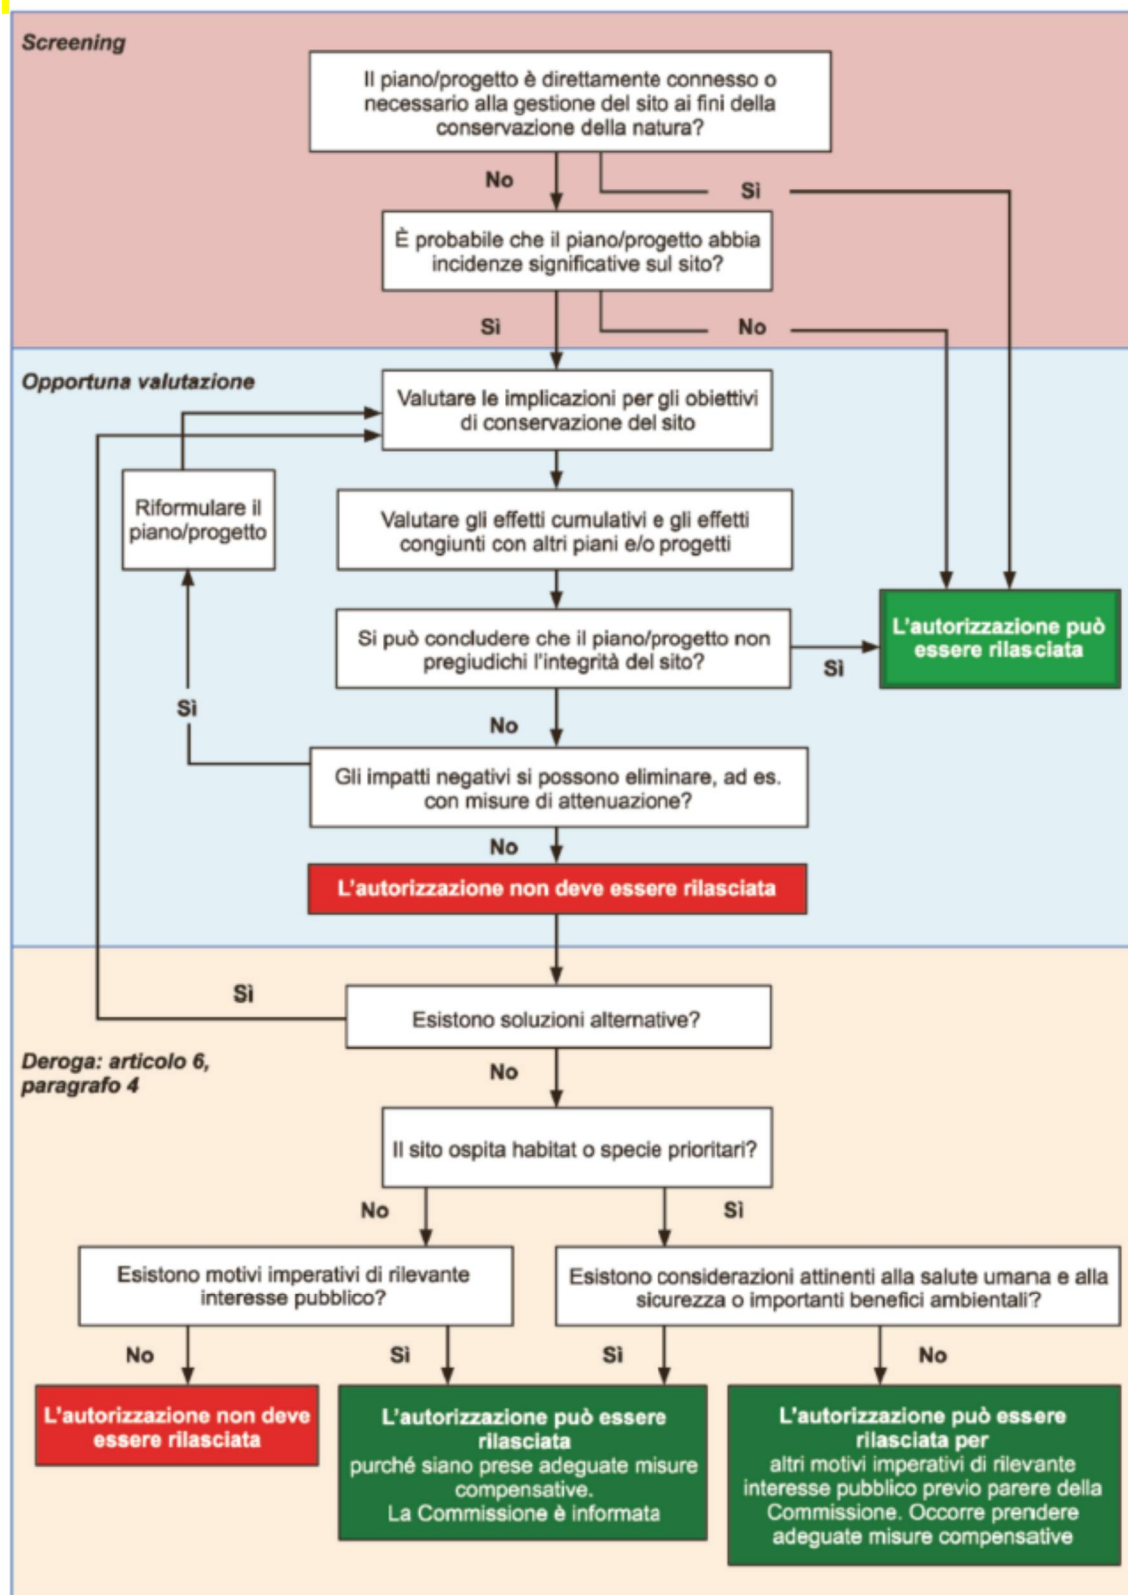 Screening
Il piano/progetto è direttamente connesso o
necessario alla gestione del sito ai fini della
conservazione della natura?
No
Sì
È probabile che il piano/progetto abbia
incidenze significative sul sito?
Sì
No
Opportuna valutazione
Valutare le implicazioni per gli obiettivi
di conservazione del sito
Riformulare il
piano/progetto
Valutare gli effetti cumulativi e gli effetti
congiunti con altri piani e/o progetti
L'autorizzazione può
essere rilasciata
Si può concludere che il piano/progetto non
pregiudichi l'integrità del sito?
Sì
Sì
No
Gli impatti negativi si possono eliminare, ad es.
con misure di attenuazione?
No
L'autorizzazione non deve essere rilasciata
Sì
Esistono soluzioni alternative?
Deroga: articolo 6,
paragrafo 4
No
Il sito ospita habitat o specie prioritari?
No
Sì
Esistono motivi imperativi di rilevante
interesse pubblico?
Esistono considerazioni attinenti alla salute umana e alla
sicurezza o importanti benefici ambientali?
No
Sì
Sì
No
L'autorizzazione non deve
essere rilasciata
L'autorizzazione può essere
rilasciata
purché siano prese adeguate misure
compensative.
La Commissione è informata
L'autorizzazione può essere
rilasciata per
altri motivi imperativi di rilevante
interesse pubblico previo parere della
Commissione. Occorre prendere
adeguate misure compensative